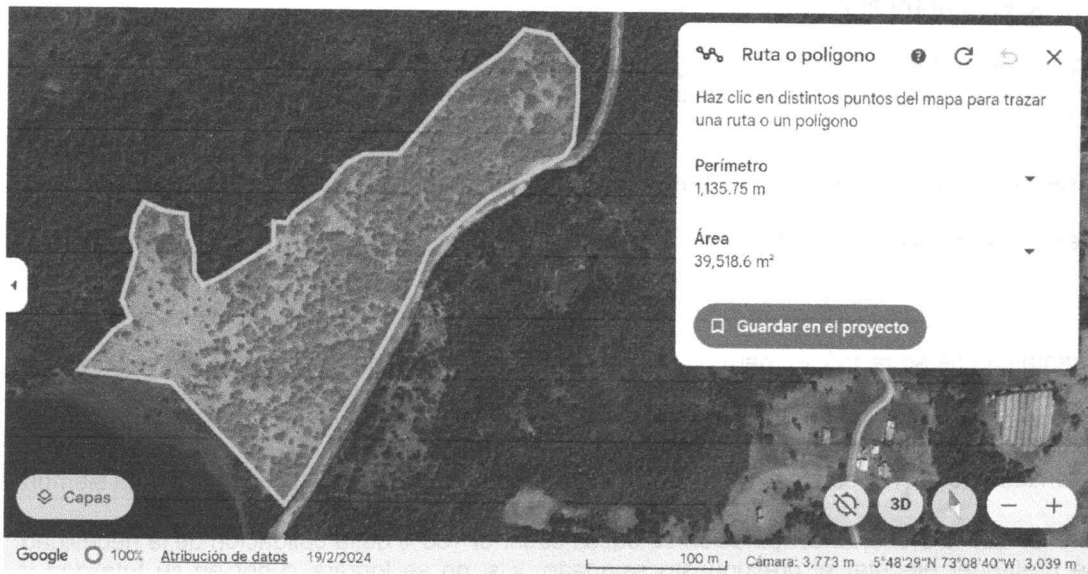 Ruta o polígono
Haz clic en distintos puntos del mapa para trazar
una ruta o un polígono
Perímetro
1,135.75 m
Área
39,518.6 m²
Guardar en el proyecto
Capas
3D
Google 100% Atribución de datos 19/2/2024 100 m Cámara: 3,773 m 5°48'29"N 73°08'40"W 3,039 m